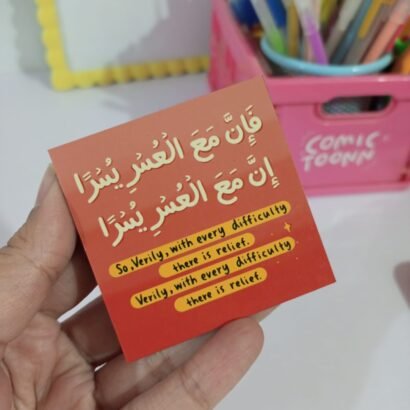 فَإِنَّ مَعَ الْعُسْرِ يُسْرًا
إِنَّ مَعَ الْعُسْرِ يُسْرًا
So, Verily, with every difficulty
there is relief.
Verily, with every difficulty
there is relief.
COMIC
TOONN